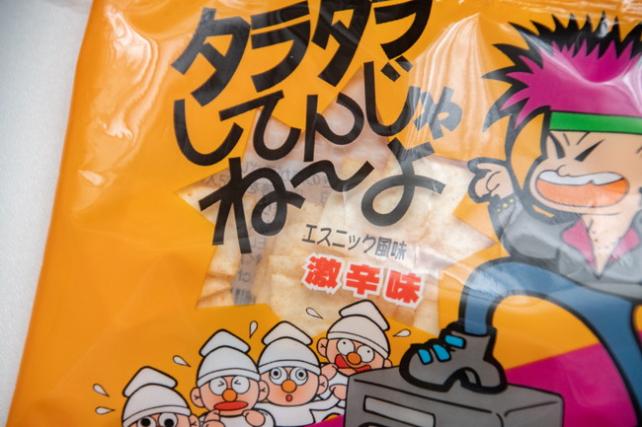 タラタラ
してんじゃ
ね〜よ
エスニック風味
激辛味